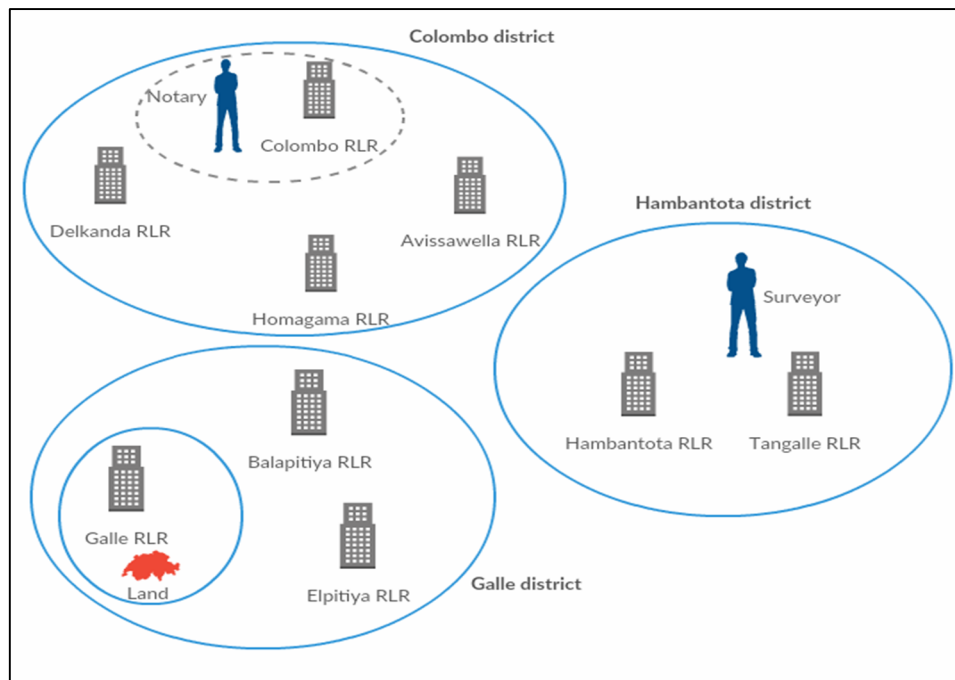 Colombo district
Notary
Colombo RLR
Delkanda RLR
Avissawella RLR
Homagama RLR
Hambantota district
Surveyor
Hambantota RLR
Tangalle RLR
Balapitiya RLR
Galle RLR
Land
Elpitiya RLR
Galle district